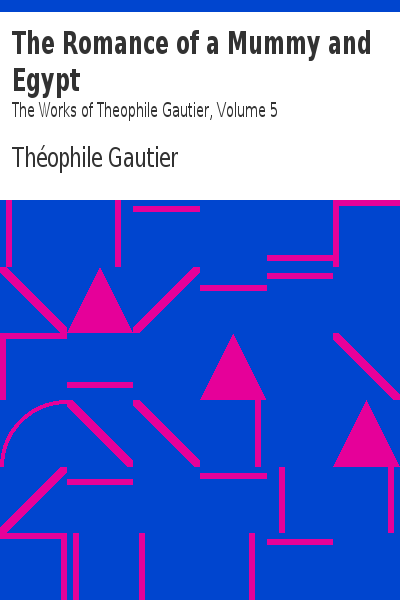 The Romance of a Mummy and
Egypt
The Works of Theophile Gautier, Volume 5
Théophile Gautier